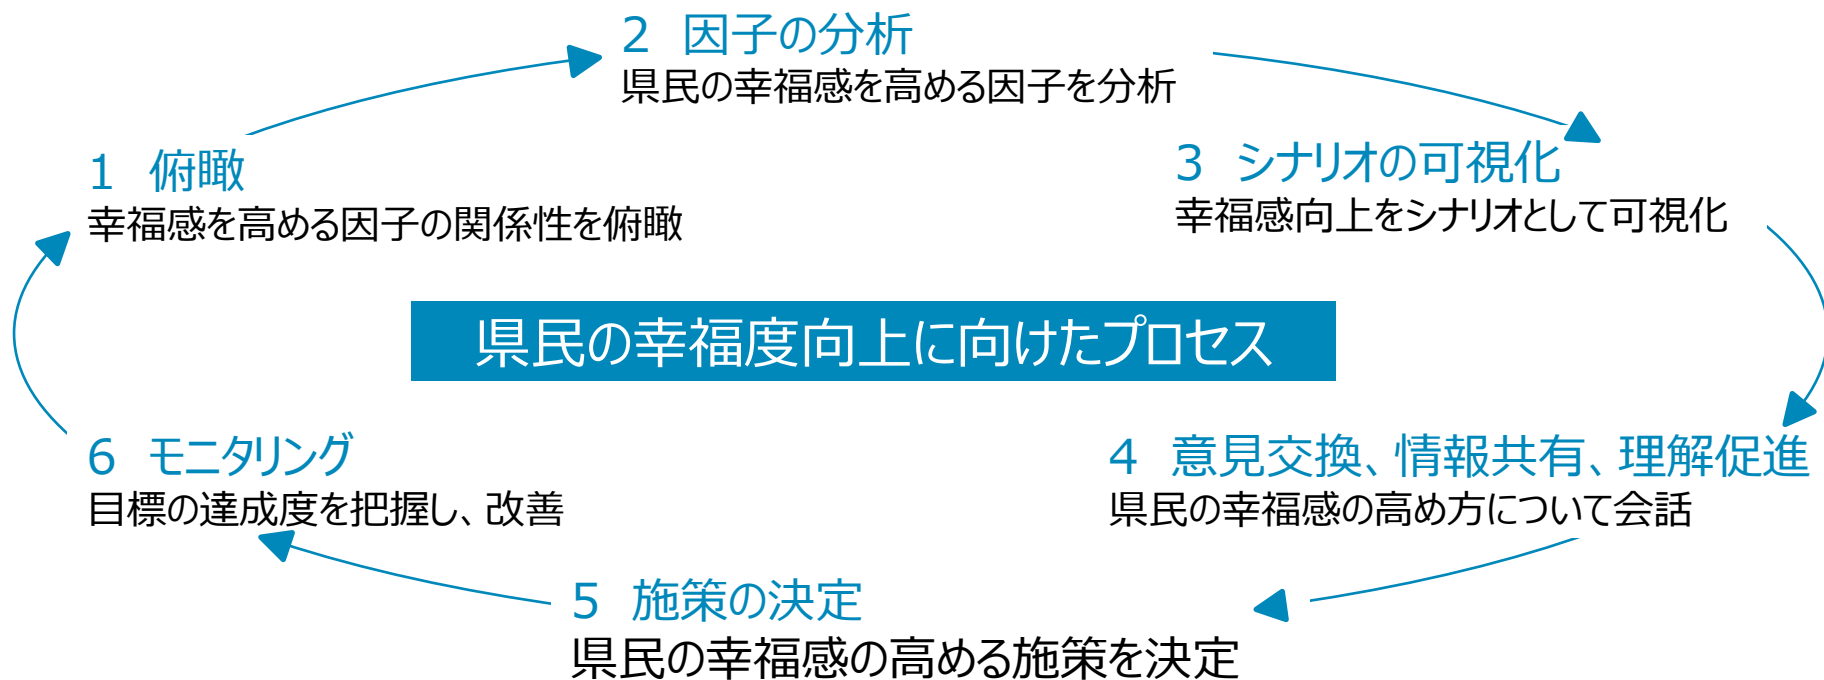 2 因子の分析
県民の幸福感を高める因子を分析
1 俯瞰
幸福感を高める因子の関係性を俯瞰
3 シナリオの可視化
幸福感向上をシナリオとして可視化
県民の幸福度向上に向けたプロセス
6 モニタリング
目標の達成度を把握し、改善
4 意見交換、情報共有、理解促進
県民の幸福感の高め方について会話
5 施策の決定
県民の幸福感の高める施策を決定